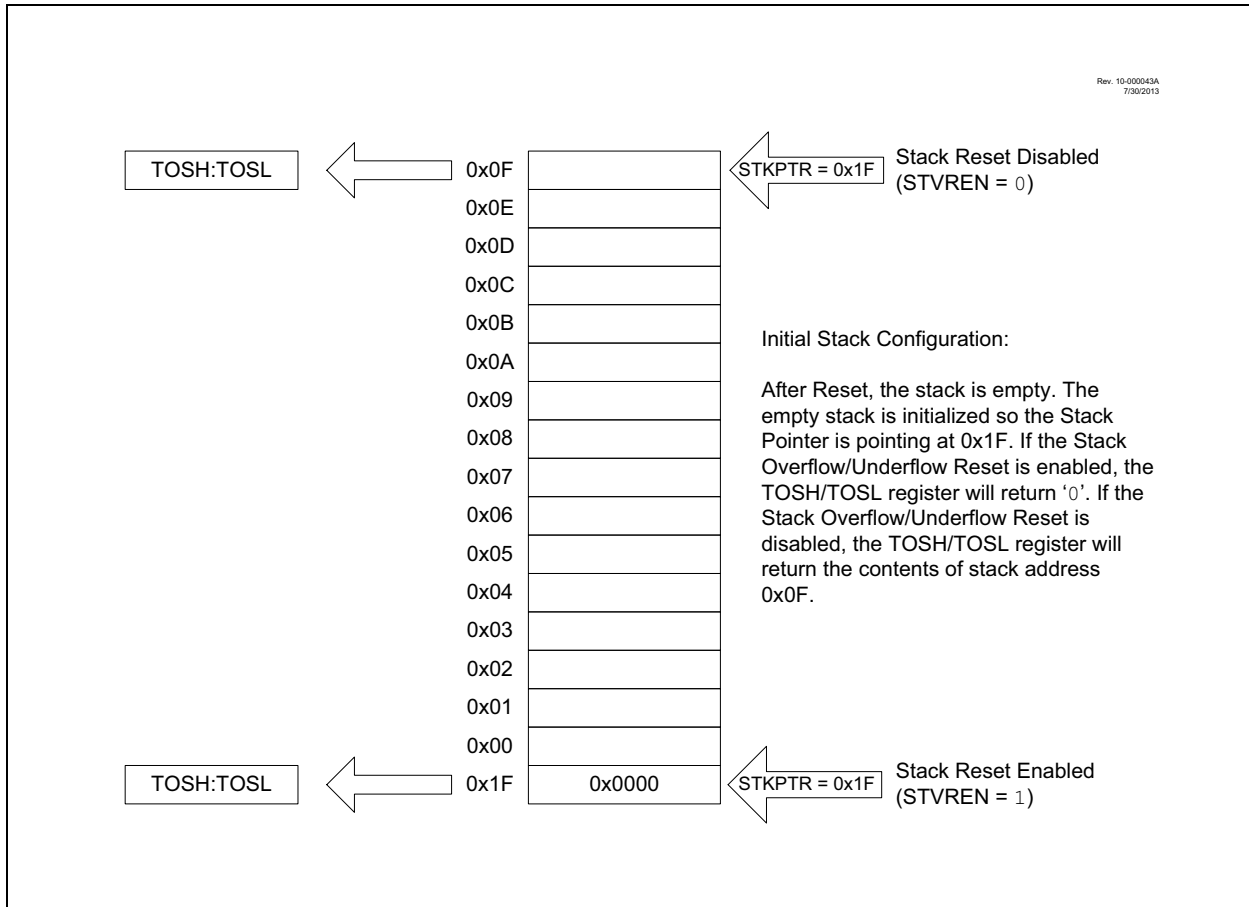 Rev. 10-000043A
7/30/2013
TOSH:TOSL
0x0F
STKPTR = 0x1F
Stack Reset Disabled
(STVREN = 0)
0x0E
0x0D
0x0C
0x0B
0x0A
0x09
0x08
0x07
0x06
0x05
0x04
0x03
0x02
0x01
0x00
Initial Stack Configuration:
After Reset, the stack is empty. The
empty stack is initialized so the Stack
Pointer is pointing at 0x1F. If the Stack
Overflow/Underflow Reset is enabled, the
TOSH/TOSL register will return ‘0’. If the
Stack Overflow/Underflow Reset is
disabled, the TOSH/TOSL register will
return the contents of stack address
0x0F.
TOSH:TOSL
0x1F
0x0000
STKPTR = 0x1F
Stack Reset Enabled
(STVREN = 1)